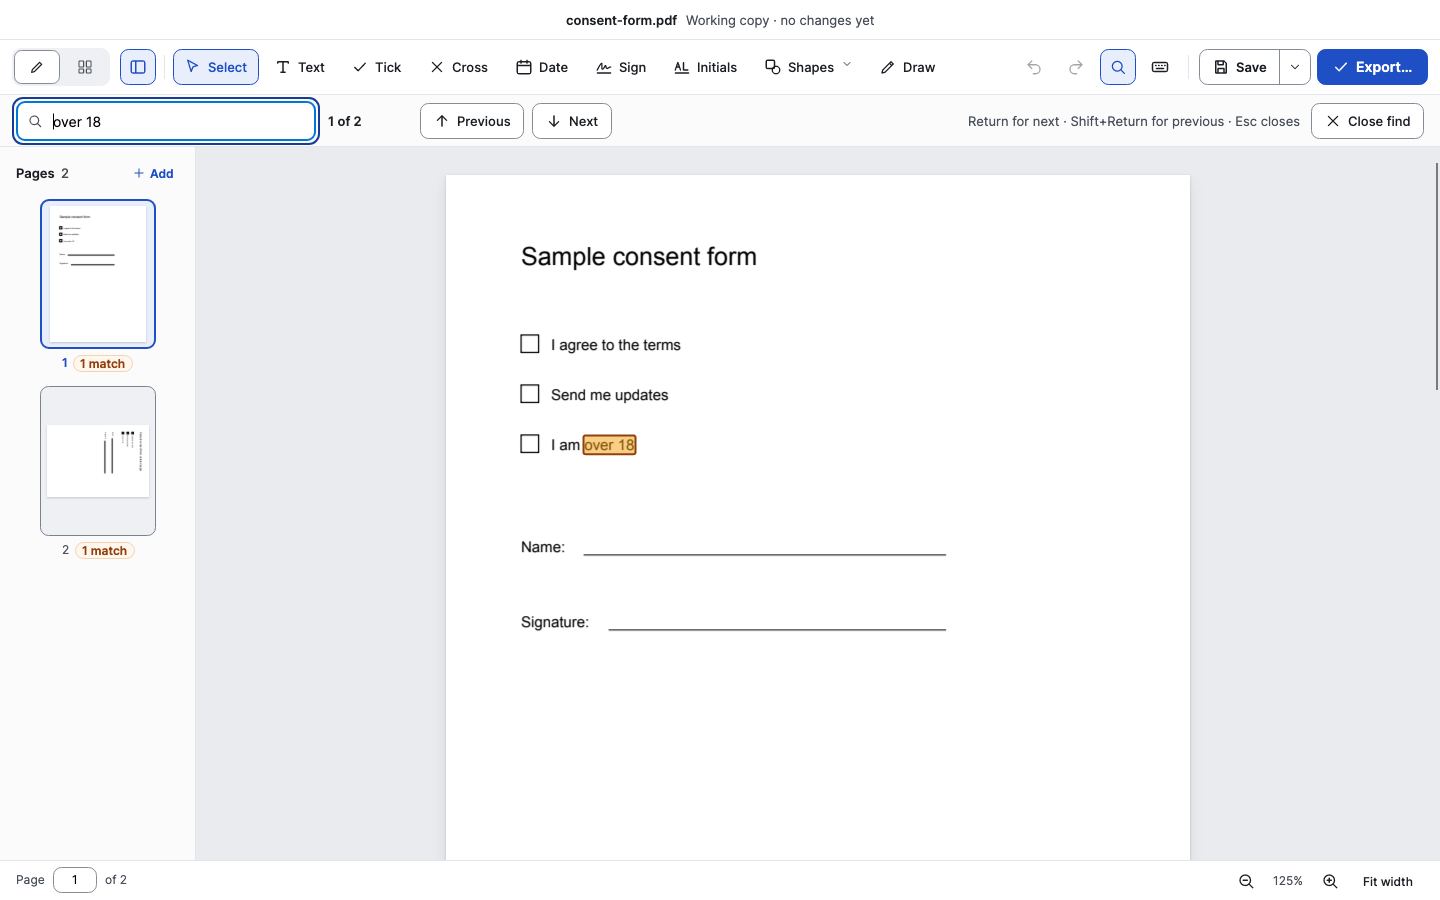 consent-form.pdf Working copy · no changes yet
Select Text Tick Cross Date Sign Initials Shapes Draw Save Export...
over 18 1 of 2 Previous Next Return for next · Shift+Return for previous · Esc closes Close find
Pages 2 Add
Sample consent form
1 1 match
2 1 match
Sample consent form
I agree to the terms
Send me updates
I am over 18
Name:
Signature:
Page 1 of 2 125% Fit width